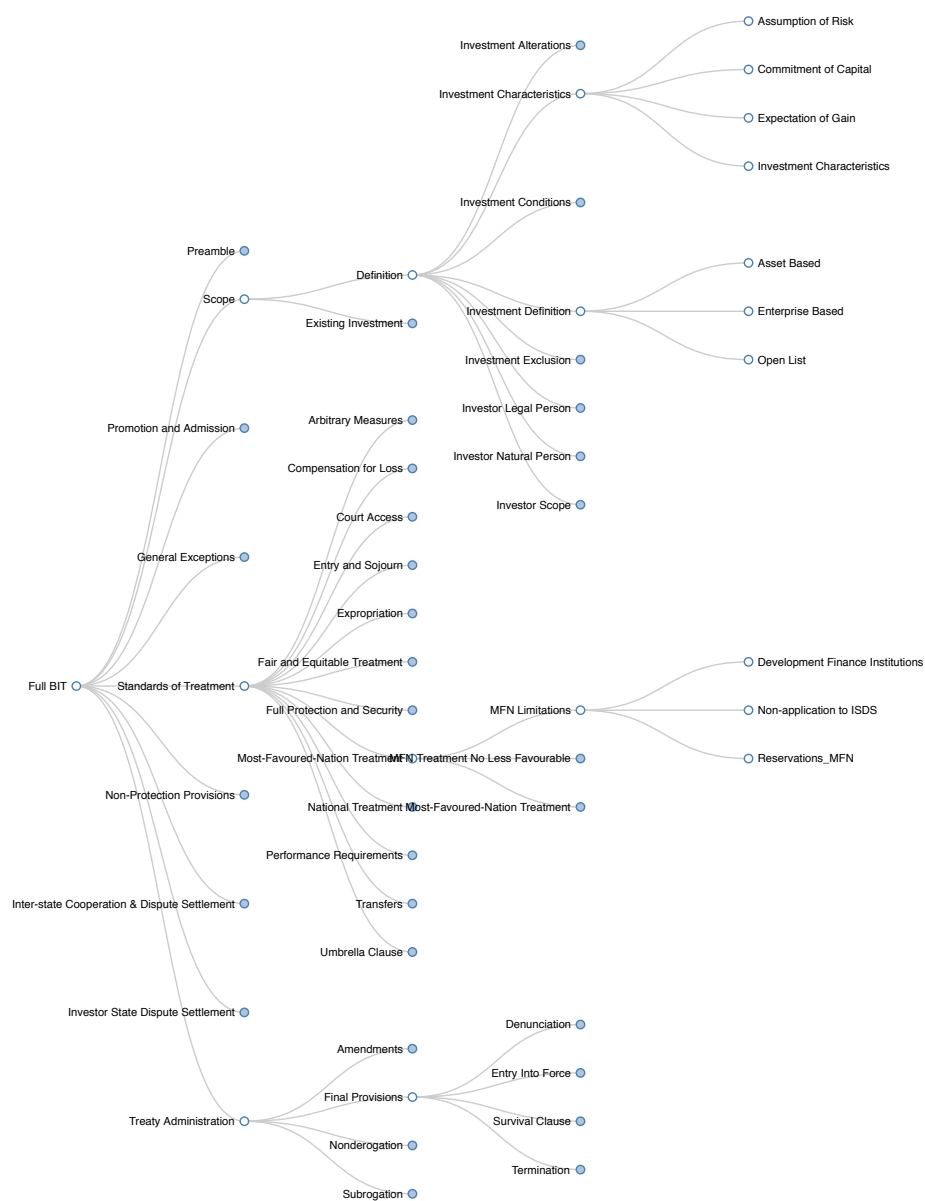 Assumption of Risk
Investment Alterations
Commitment of Capital
Investment Characteristics
Expectation of Gain
Investment Characteristics
Investment Conditions
Preamble
Asset Based
Definition
Scope
Investment Definition
Enterprise Based
Existing Investment
Investment Exclusion
Open List
Investor Legal Person
Arbitrary Measures
Promotion and Admission
Investor Natural Person
Compensation for Loss
Investor Scope
Court Access
General Exceptions
Entry and Sojourn
Expropriation
Fair and Equitable Treatment
Development Finance Institutions
Full BIT
Standards of Treatment
Full Protection and Security
MFN Limitations
Non-application to ISDS
Most-Favoured-Nation Treatment
MFN Treatment No Less Favourable
Reservations_MFN
Non-Protection Provisions
National Treatment
Most-Favoured-Nation Treatment
Performance Requirements
Inter-state Cooperation & Dispute Settlement
Transfers
Umbrella Clause
Investor State Dispute Settlement
Denunciation
Amendments
Entry Into Force
Final Provisions
Treaty Administration
Survival Clause
Nonderogation
Termination
Subrogation